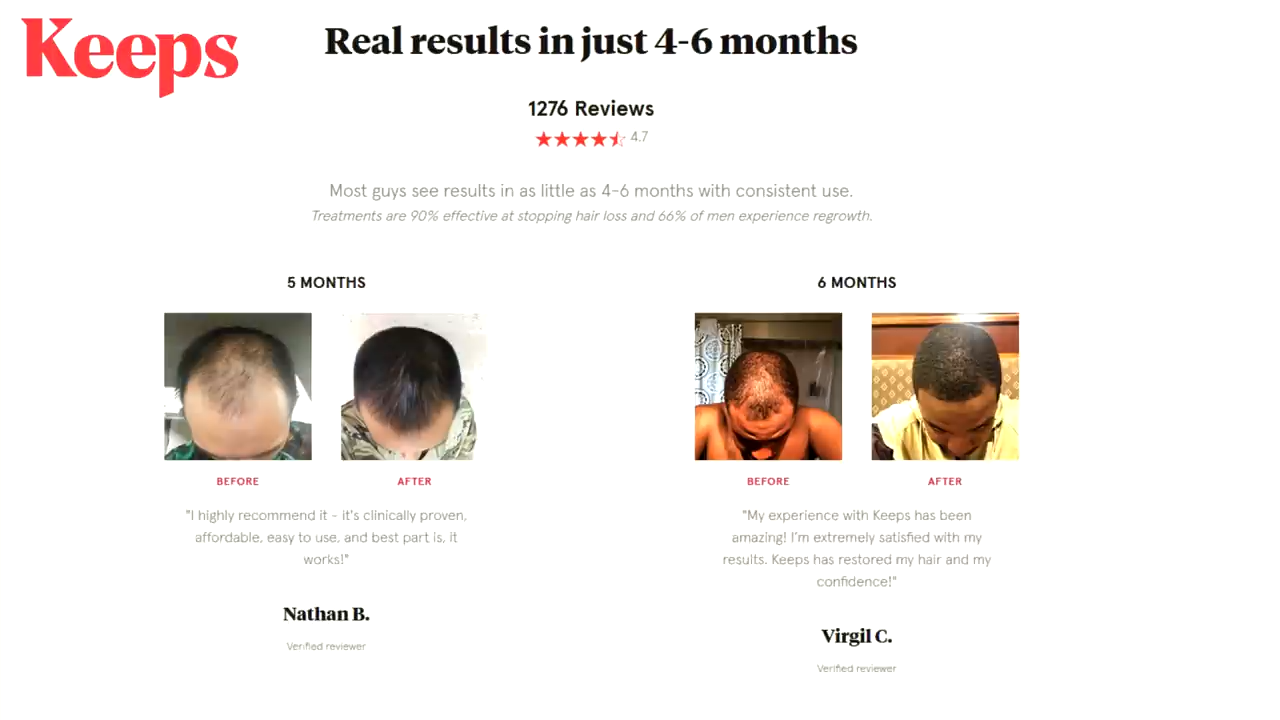 Keeps
Real results in just 4-6 months
1276 Reviews
4.7
Most guys see results in as little as 4-6 months with consistent use.
Treatments are 90% effective at stopping hair loss and 66% of men experience regrowth.
5 MONTHS
BEFORE
AFTER
"I highly recommend it - it's clinically proven,
affordable, easy to use, and best part is, it
works!"
Nathan B.
Verified reviewer
6 MONTHS
BEFORE
AFTER
"My experience with Keeps has been
amazing! I'm extremely satisfied with my
results. Keeps has restored my hair and my
confidence!"
Virgil C.
Verified reviewer